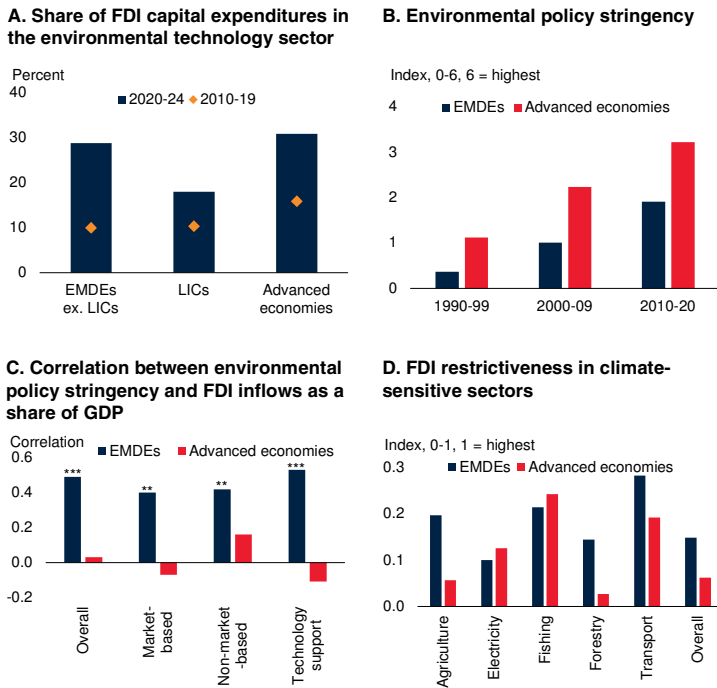 A. Share of FDI capital expenditures in
the environmental technology sector
Percent
40
30
20
10
0
2020-24
2010-19
EMDEs
ex. LICs
LICs
Advanced
economies
B. Environmental policy stringency
Index, 0-6, 6 = highest
4
3
2
1
0
EMDEs
Advanced economies
1990-99
2000-09
2010-20
C. Correlation between environmental
policy stringency and FDI inflows as a
share of GDP
Correlation
0.6
0.4
0.2
0.0
-0.2
EMDEs
Advanced economies
***
**
**
***
Overall
Market-
based
Non-market
-based
Technology
support
D. FDI restrictiveness in climate-
sensitive sectors
Index, 0-1, 1 = highest
0.3
0.2
0.1
0.0
EMDEs
Advanced economies
Agriculture
Electricity
Fishing
Forestry
Transport
Overall